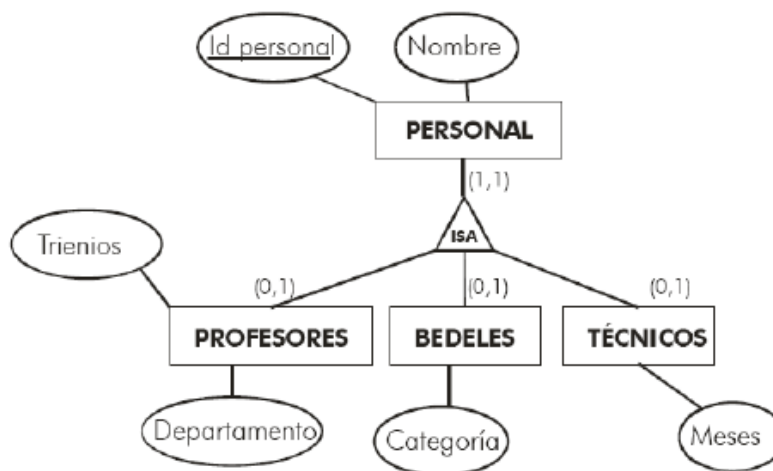 Id personal
Nombre
PERSONAL
(1,1)
ISA
Trienios
(0,1)
(0,1)
(0,1)
PROFESORES
BEDELES
TÉCNICOS
Departamento
Categoría
Meses